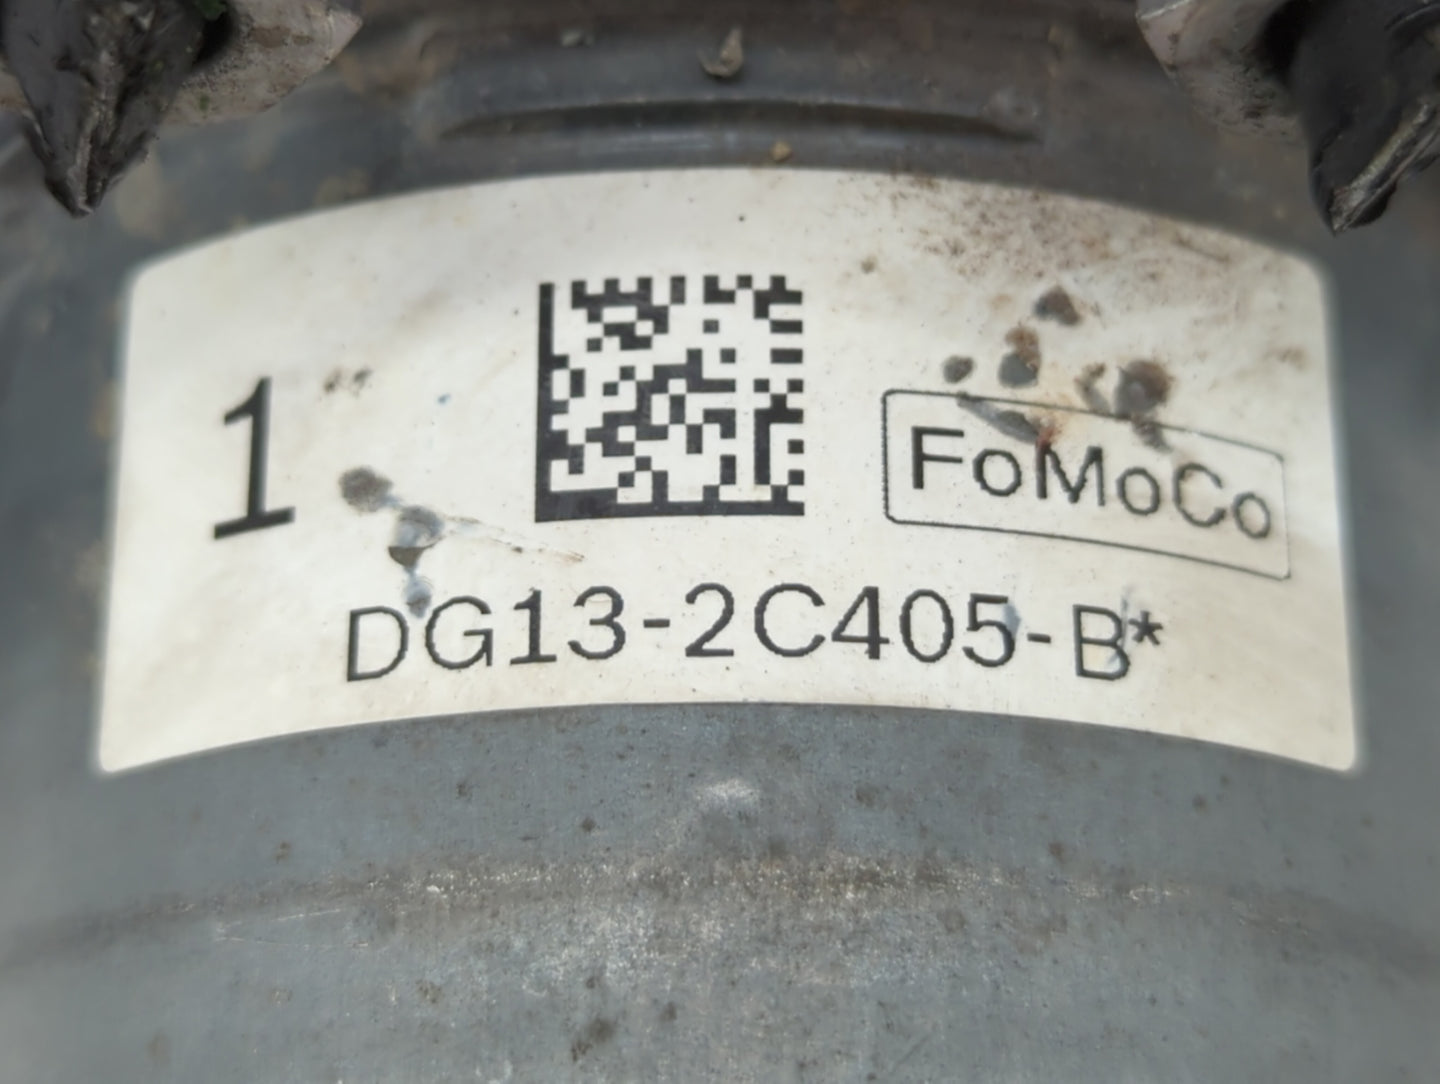 1
FoMoCo
DG13-2C405-B*